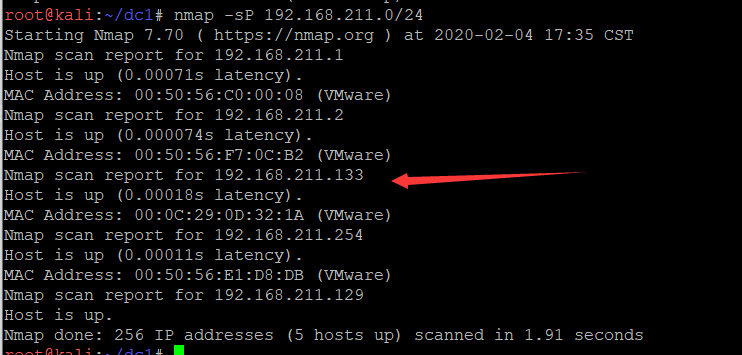 root@kali:~/dc1# nmap -sP 192.168.211.0/24
Starting Nmap 7.70 ( https://nmap.org ) at 2020-02-04 17:35 CST
Nmap scan report for 192.168.211.1
Host is up (0.00071s latency).
MAC Address: 00:50:56:C0:00:08 (VMware)
Nmap scan report for 192.168.211.2
Host is up (0.000074s latency).
MAC Address: 00:50:56:F7:0C:B2 (VMware)
Nmap scan report for 192.168.211.133
Host is up (0.00018s latency).
MAC Address: 00:0C:29:0D:32:1A (VMware)
Nmap scan report for 192.168.211.254
Host is up (0.00011s latency).
MAC Address: 00:50:56:E1:D8:DB (VMware)
Nmap scan report for 192.168.211.129
Host is up.
Nmap done: 256 IP addresses (5 hosts up) scanned in 1.91 seconds
root@kali:~/dc1#